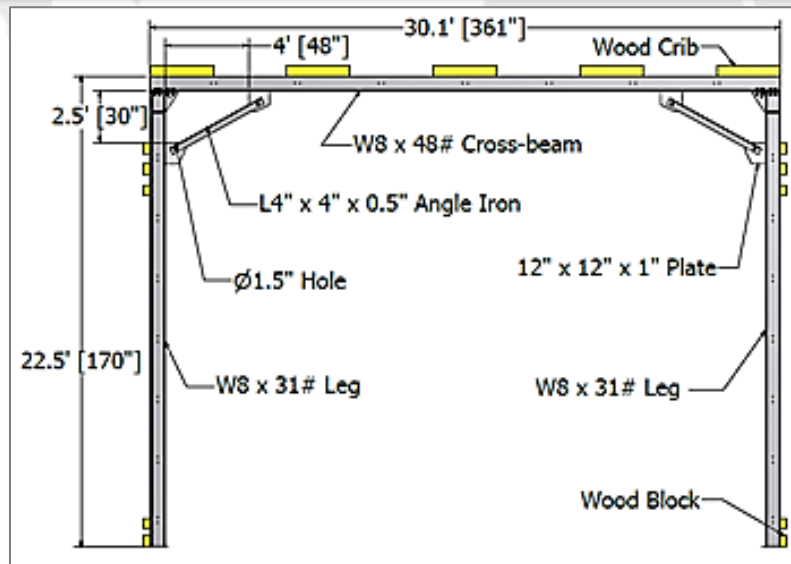 30.1' [361"]
4' [48"]
Wood Crib
2.5' [30"]
W8 x 48# Cross-beam
L4" x 4" x 0.5" Angle Iron
12" x 12" x 1" Plate
Ø1.5" Hole
22.5' [170"]
W8 x 31# Leg
W8 x 31# Leg
Wood Block